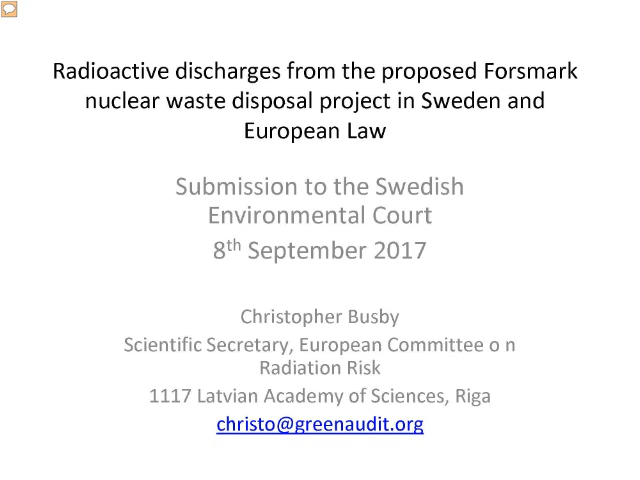 Radioactive discharges from the proposed Forsmark
nuclear waste disposal project in Sweden and
European Law
Submission to the Swedish
Environmental Court
8th September 2017
Christopher Busby
Scientific Secretary, European Committee o n
Radiation Risk
1117 Latvian Academy of Sciences, Riga
christo@greenaudit.org